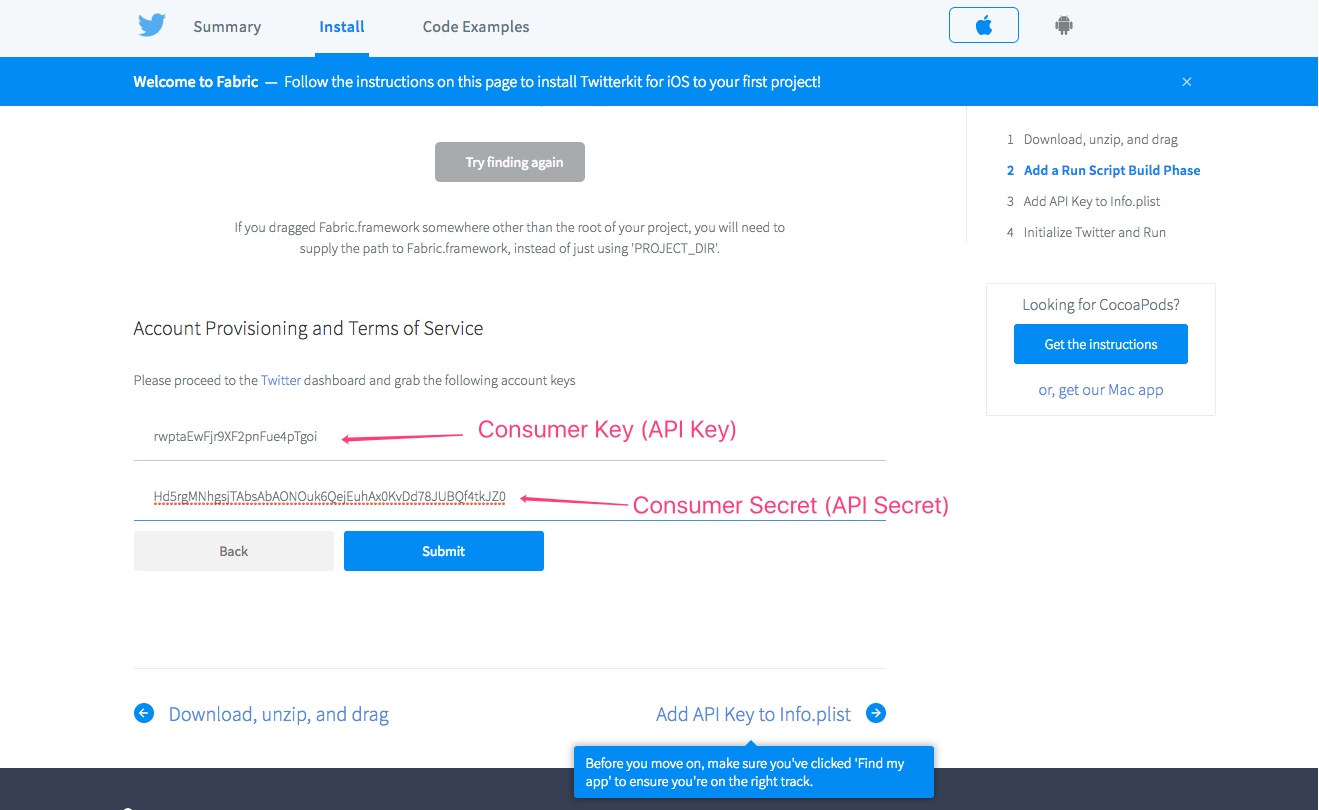 Summary
Install
Code Examples
Welcome to Fabric — Follow the instructions on this page to install Twitterkit for iOS to your first project!
×
Try finding again
If you dragged Fabric.framework somewhere other than the root of your project, you will need to
supply the path to Fabric.framework, instead of just using 'PROJECT_DIR'.
Account Provisioning and Terms of Service
Please proceed to the Twitter dashboard and grab the following account keys
rwptaEwFjr9XF2pnFue4pTgoi
Consumer Key (API Key)
Hd5rgMNhgsjTAbsAbAONOuk6QejEuhAx0KvDd78JUBQf4tkJZ0
Consumer Secret (API Secret)
Back
Submit
Download, unzip, and drag
Add API Key to Info.plist
Before you move on, make sure you've clicked 'Find my
app' to ensure you're on the right track.
1 Download, unzip, and drag
2 Add a Run Script Build Phase
3 Add API Key to Info.plist
4 Initialize Twitter and Run
Looking for CocoaPods?
Get the instructions
or, get our Mac app